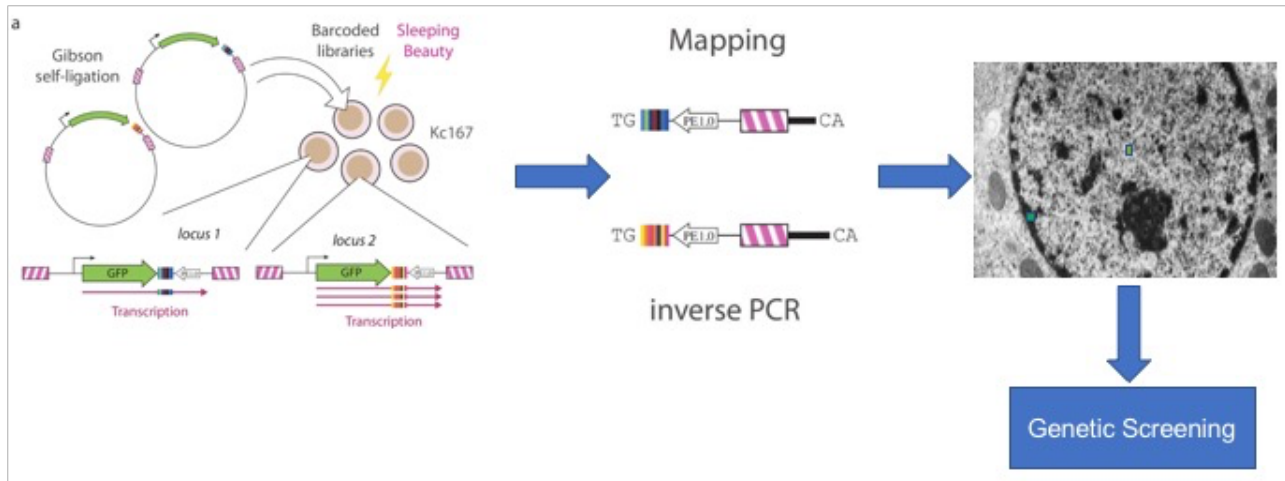 a
Gibson
self-ligation
Barcoded
libraries
Sleeping
Beauty
Kc167
locus 1
GFP
Transcription
locus 2
GFP
Transcription
Mapping
TG PE1.0 CA
TG PE1.0 CA
inverse PCR
Genetic Screening